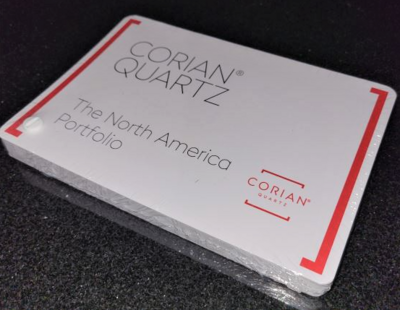 CORIAN®
QUARTZ
The North America
Portfolio
CORIAN®
QUARTZ